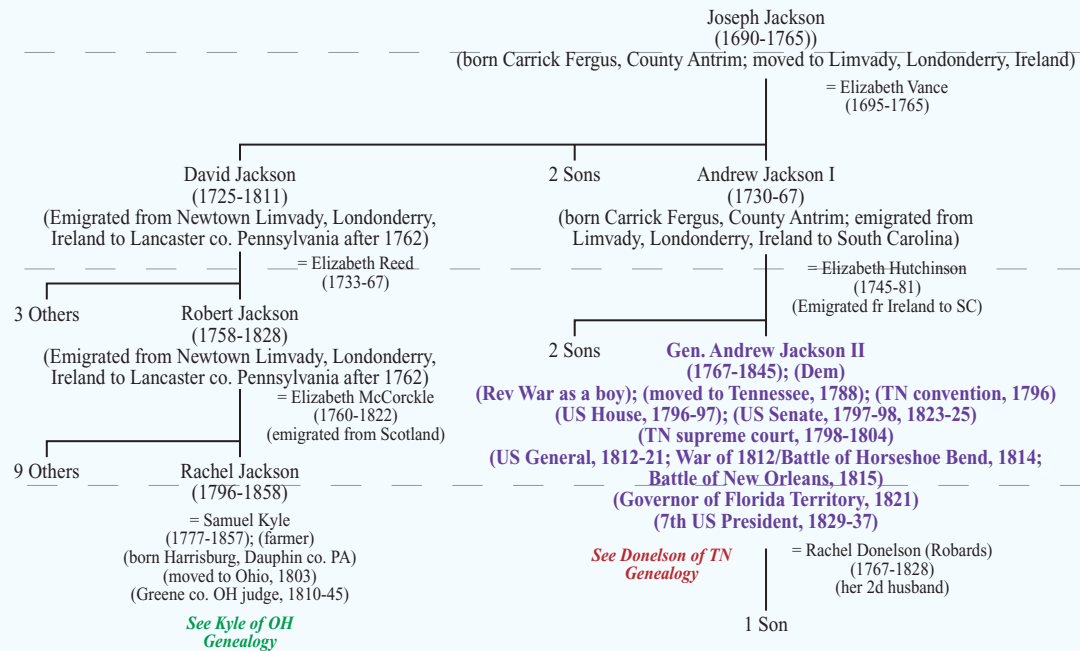 Joseph Jackson
(1690-1765))
(born Carrick Fergus, County Antrim; moved to Limvady, Londonderry, Ireland)
= Elizabeth Vance
(1695-1765)
David Jackson
(1725-1811)
(Emigrated from Newtown Limvady, Londonderry,
Ireland to Lancaster co. Pennsylvania after 1762)
2 Sons
Andrew Jackson I
(1730-67)
(born Carrick Fergus, County Antrim; emigrated from
Limvady, Londonderry, Ireland to South Carolina)
= Elizabeth Reed
(1733-67)
= Elizabeth Hutchinson
(1745-81)
(Emigrated fr Ireland to SC)
3 Others
Robert Jackson
(1758-1828)
(Emigrated from Newtown Limvady, Londonderry,
Ireland to Lancaster co. Pennsylvania after 1762)
= Elizabeth McCorckle
(1760-1822)
(emigrated from Scotland)
2 Sons
Gen. Andrew Jackson II
(1767-1845); (Dem)
(Rev War as a boy); (moved to Tennesee, 1788); (TN convention, 1796)
(US House, 1796-97); (US Senate, 1797-98, 1823-25)
(TN supreme court, 1798-1804)
(US General, 1812-21; War of 1812/Battle of Horseshoe Bend, 1814;
Battle of New Orleans, 1815)
(Governor of Florida Territory, 1821)
(7th US President, 1829-37)
9 Others
Rachel Jackson
(1796-1858)
= Samuel Kyle
(1777-1857); (farmer)
(born Harrisburg, Dauphin co. PA)
(moved to Ohio, 1803)
(Greene co. OH judge, 1810-45)
See Kyle of OH
Genealogy
See Donelson of TN
Genealogy
= Rachel Donelson (Robards)
(1767-1828)
(her 2d husband)
1 Son